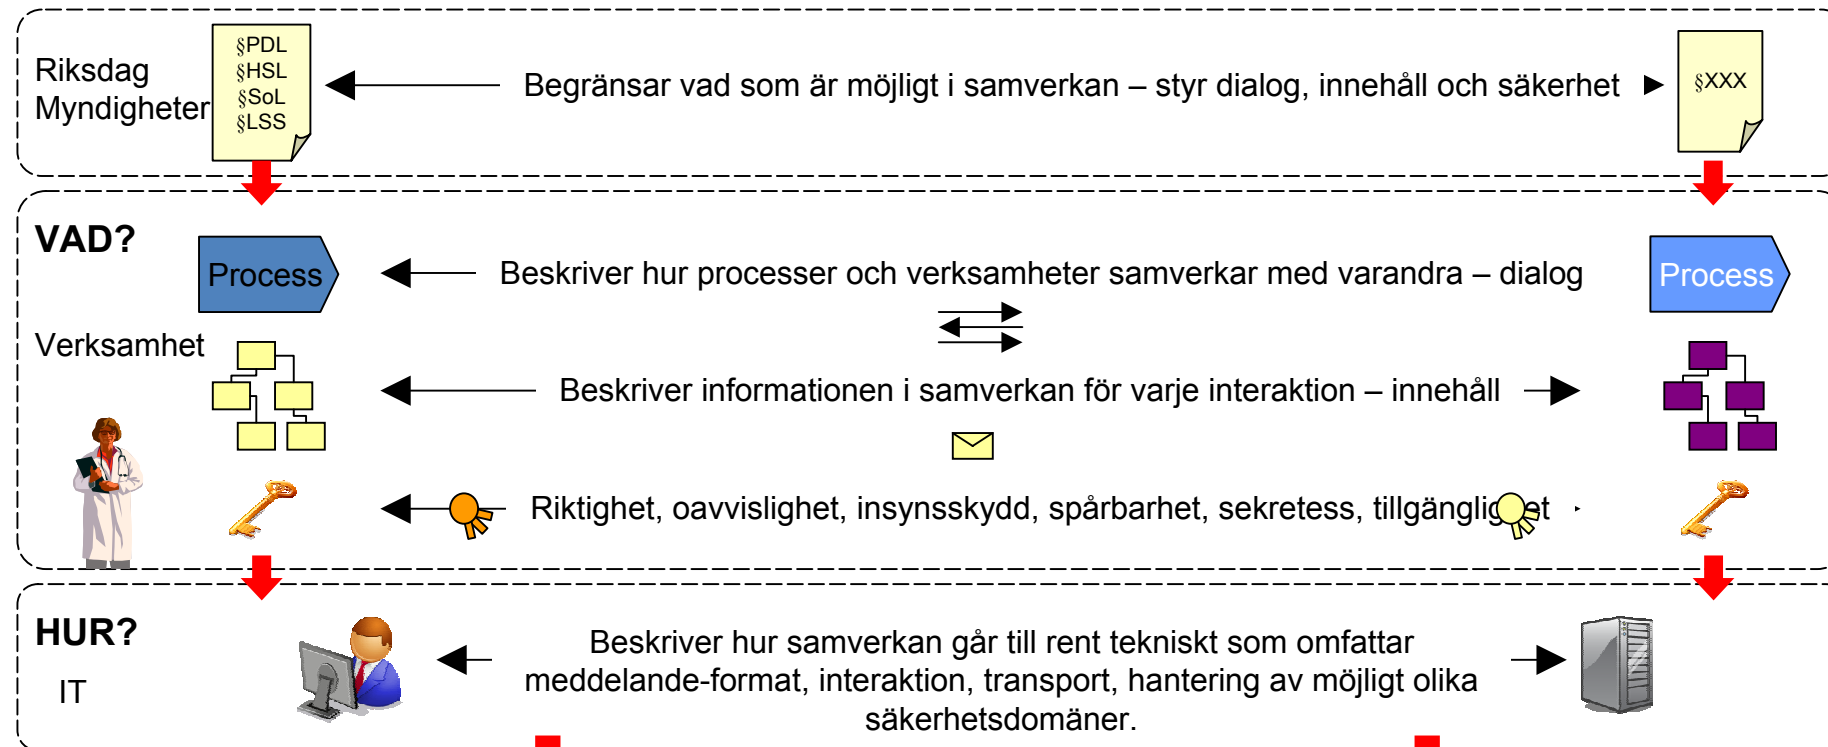 §PDL
§HSL
§SoL
§LSS
Riksdag
Myndigheter
Begränsar vad som är möjligt i samverkan – styr dialog, innehåll och säkerhet
§XXX
VAD?
Process
Beskriver hur processer och verksamheter samverkar med varandra – dialog
Process
Verksamhet
Beskriver informationen i samverkan för varje interaktion – innehåll
Riktighet, oavvislighet, insynsskydd, spårbarhet, sekretess, tillgänglighet
HUR?
IT
Beskriver hur samverkan går till rent tekniskt som omfattar
meddelande-format, interaktion, transport, hantering av möjligt olika
säkerhetsdomäner.